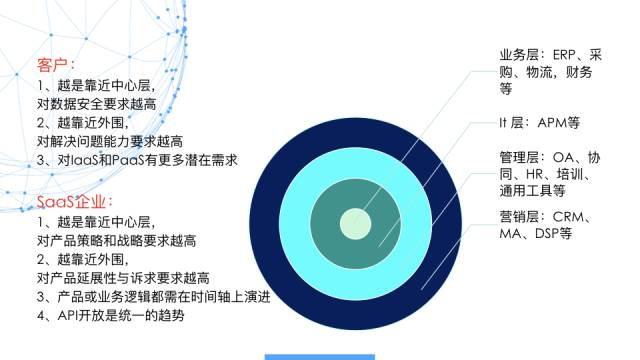 客户：
1、越是靠近中心层，
对数据安全要求越高
2、越靠近外围，
对解决问题能力要求越高
3、对IaaS和PaaS有更多潜在需求
SaaS企业：
1、越是靠近中心层，
对产品策略和战略要求越高
2、越靠近外围，
对产品延展性与诉求要求越高
3、产品或业务逻辑都需在时间轴上演进
4、API开放是统一的趋势
业务层：ERP、采
购、物流，财务
等
It 层：APM等
管理层：OA、协
同、HR、培训、
通用工具等
营销层：CRM、
MA、DSP等